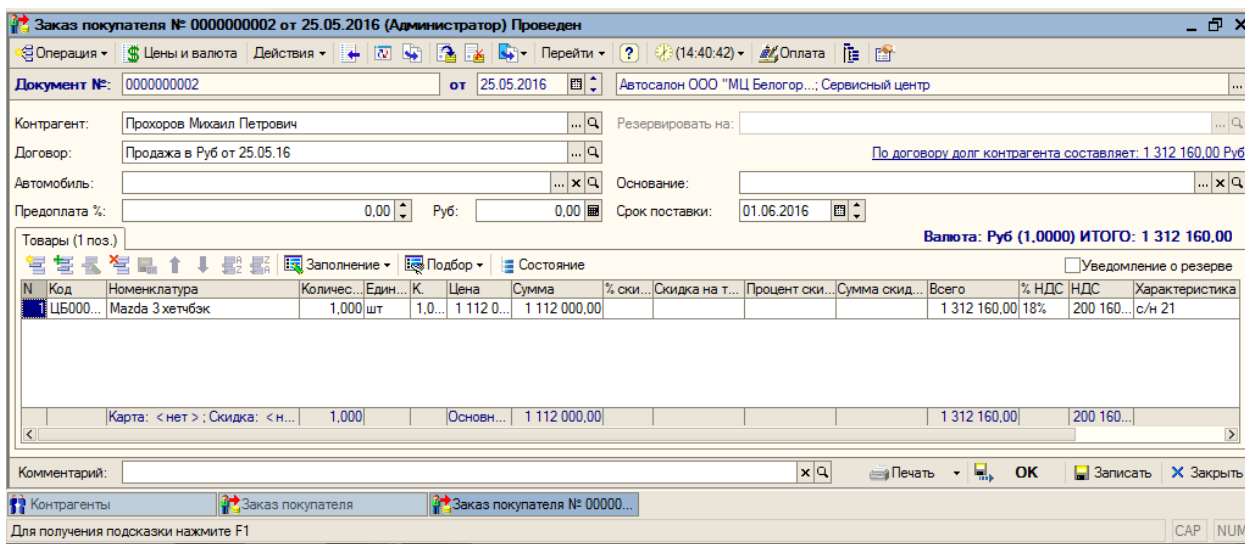 Заказ покупателя № 0000000002 от 25.05.2016 (Администратор) Проведен
Операция Цены и валюта Действия Перейти ? (14:40:42) Оплата
Документ №: 0000000002 от 25.05.2016 Автосалон ООО "МЦ Белогор...; Сервисный центр ...
Контрагент: Прохоров Михаил Петрович ... Резервировать на: ...
Договор: Продажа в Руб от 25.05.16 ... По договору долг контрагента составляет: 1 312 160,00 Руб
Автомобиль: ... Основание: ...
Предоплата %: 0,00 Руб: 0,00 Срок поставки: 01.06.2016
Товары (1 поз.) Валюта: Руб (1,0000) ИТОГО: 1 312 160,00
Заполнение Подбор Состояние Уведомление о резерве
N Код Номенклатура Количес... Един... К. Цена Сумма % ски... Скидка на т... Процент ски... Сумма скид... Всего % НДС НДС Характеристика
1 ЦБ000... Mazda 3 хетчбэк 1,000 шт 1,0... 1 112 0... 1 112 000,00 1 312 160,00 18% 200 160... с/н 21
Карта: < нет > ; Скидка: < н... 1,000 Основн... 1 112 000,00 1 312 160,00 200 160...
Комментарий: Печать OK Записать Закрыть
Контрагенты Заказ покупателя Заказ покупателя № 00000...
Для получения подсказки нажмите F1 CAP NUM